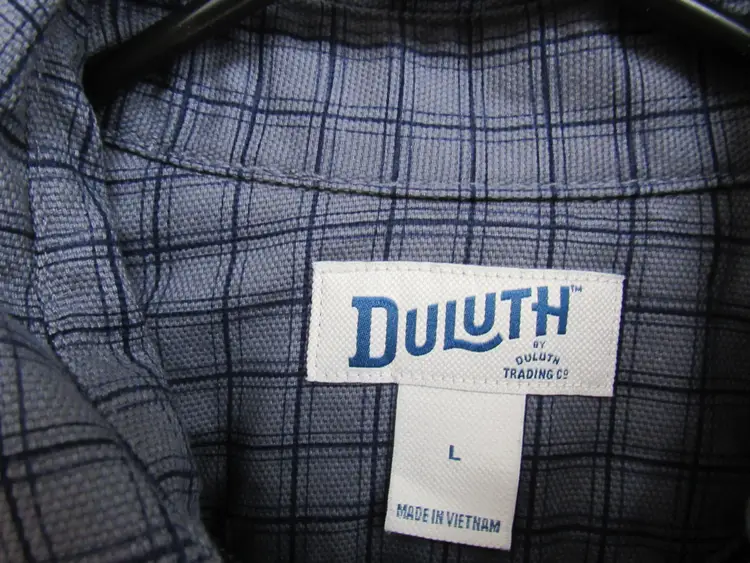 DULUTH™
BY
DULUTH
TRADING Cº
L
MADE IN VIETNAM